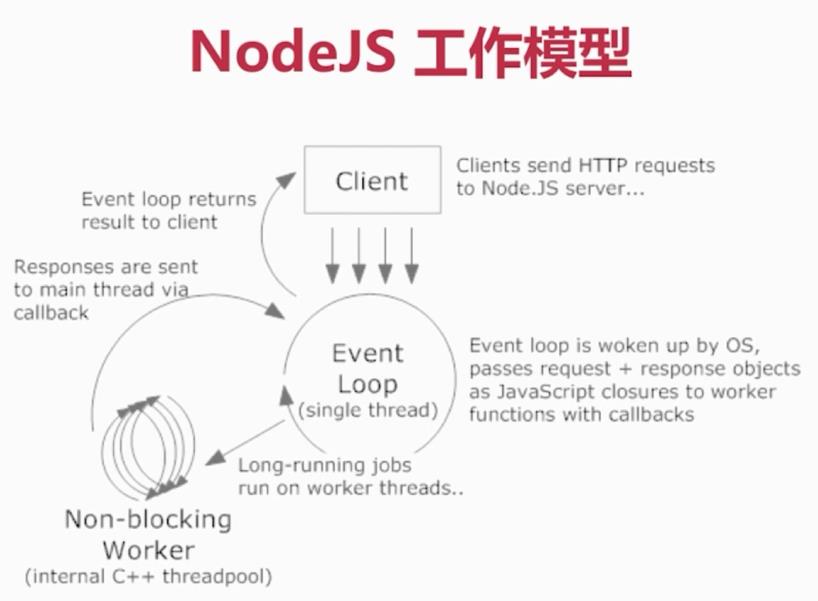 NodeJS 工作模型
Client
Clients send HTTP requests
to Node.JS server...
Event loop returns
result to client
Responses are sent
to main thread via
callback
Event
Loop
(single thread)
Event loop is woken up by OS,
passes request + response objects
as JavaScript closures to worker
functions with callbacks
Long-running jobs
run on worker threads..
Non-blocking
Worker
(internal C++ threadpool)